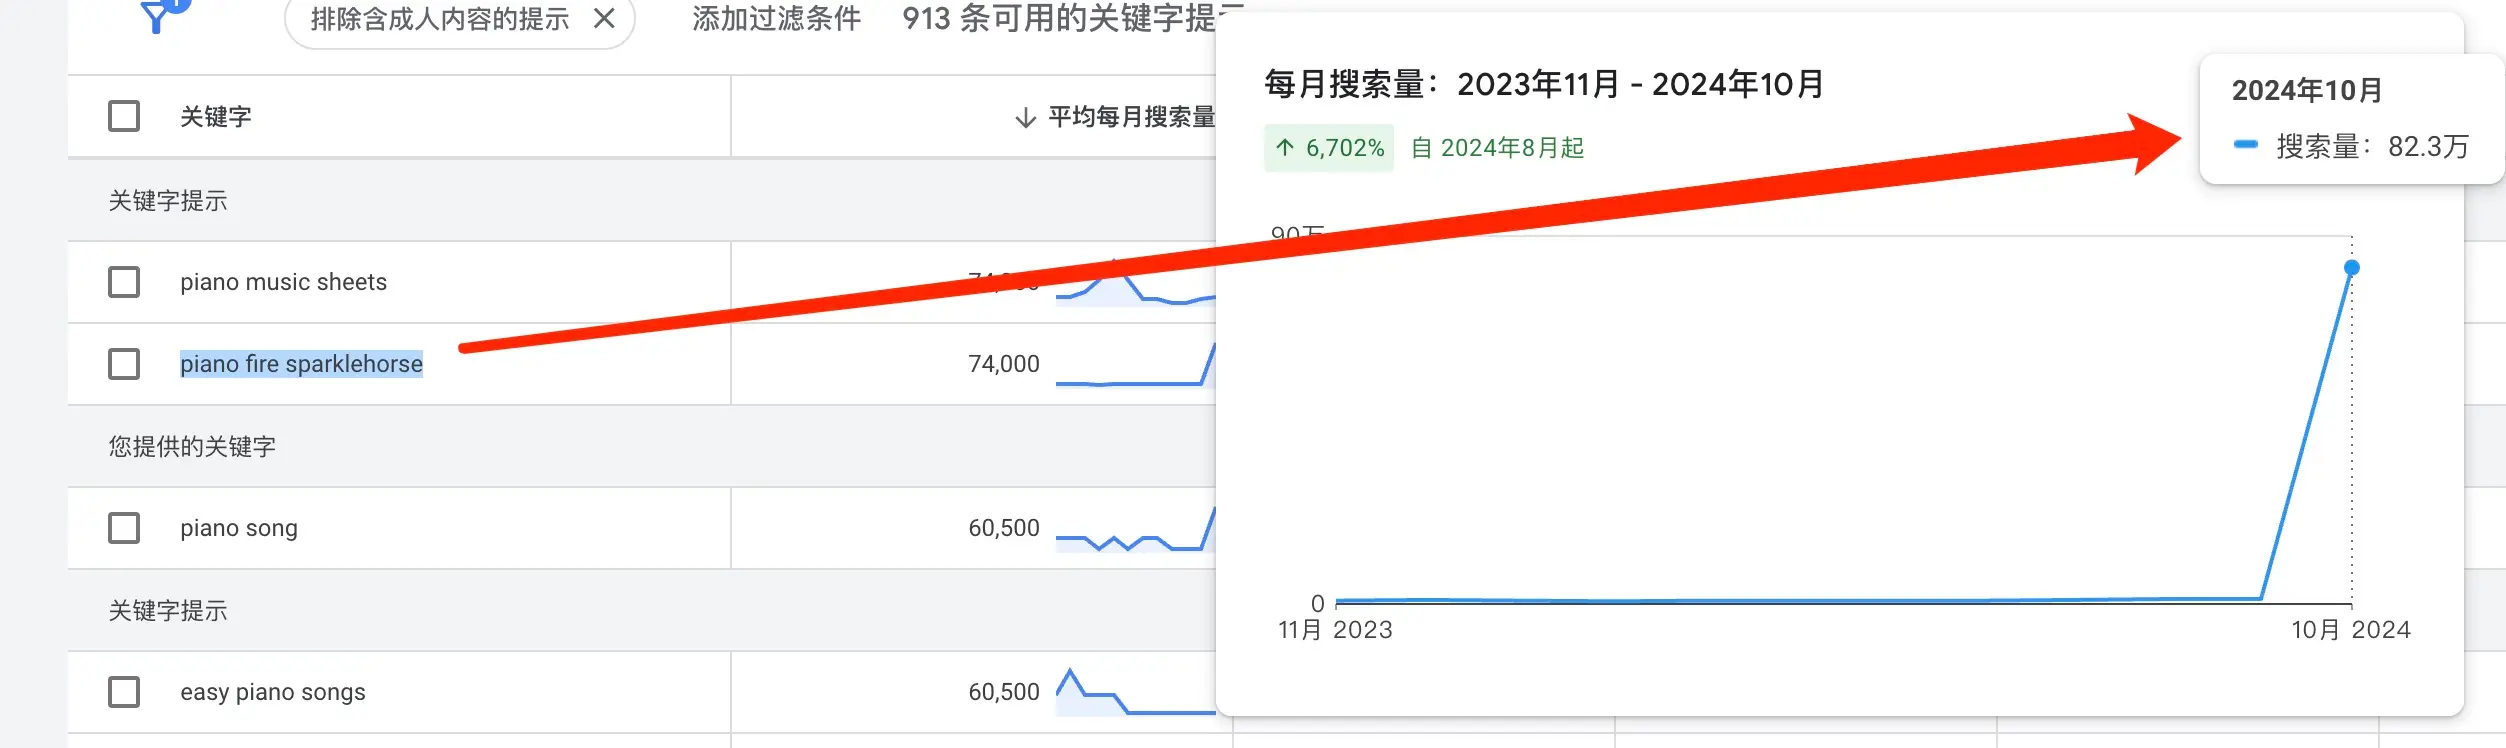 排除含成人内容的提示
添加过滤条件
913 条可用的关键字提示
关键字
平均每月搜索量
关键字提示
piano music sheets
piano fire sparklehorse
74,000
您提供的关键字
piano song
60,500
关键字提示
easy piano songs
60,500
每月搜索量：2023年11月 - 2024年10月
6,702%
自 2024年8月起
90万
0
11月 2023
10月 2024
2024年10月
搜索量：82.3万